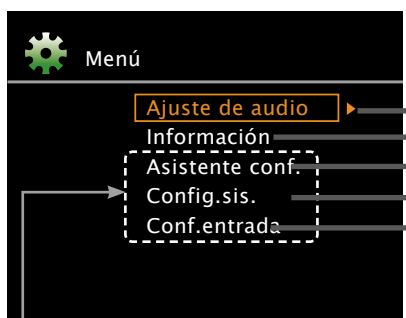 Menú
Ajuste de audio
Información
Asistente conf.
Config.sis.
Conf.entrada